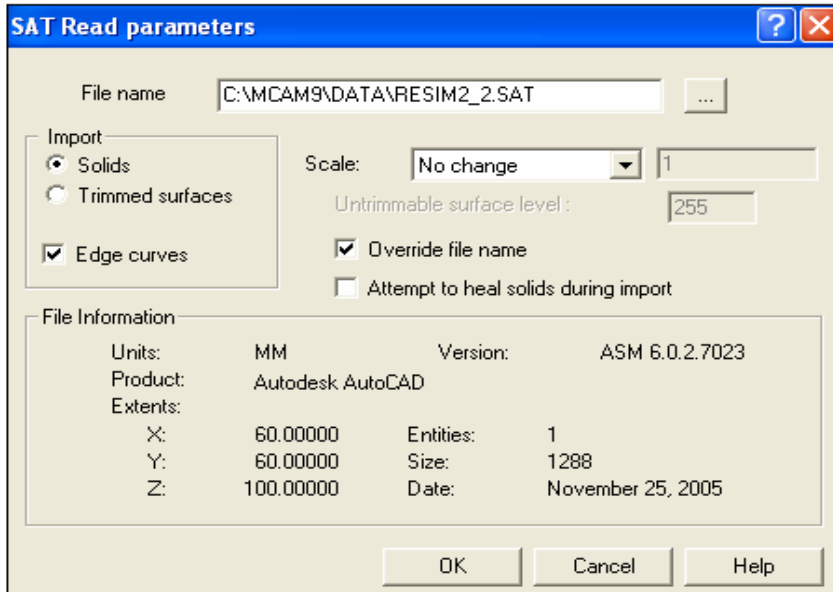 SAT Read parameters
File name C:\MCAM9\DATA\RESIM2_2.SAT ...
Import
Solids Scale: No change 1
Trimmed surfaces Untrimmable surface level : 255
Edge curves Override file name
Attempt to heal solids during import
File Information
Units: MM Version: ASM 6.0.2.7023
Product: Autodesk AutoCAD
Extents:
X: 60.00000 Entities: 1
Y: 60.00000 Size: 1288
Z: 100.00000 Date: November 25, 2005
OK Cancel Help